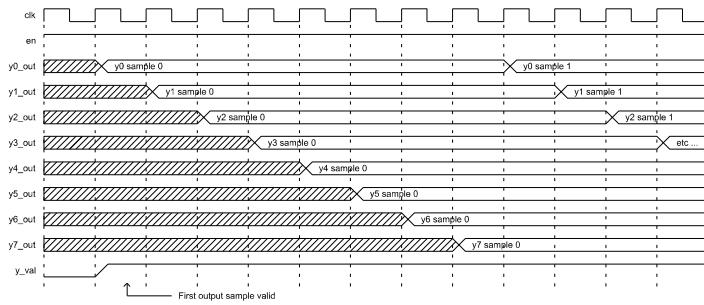 clk
en
y0_out y0 sample 0 y0 sample 1
y1_out y1 sample 0 y1 sample 1
y2_out y2 sample 0 y2 sample 1
y3_out y3 sample 0 etc ...
y4_out y4 sample 0
y5_out y5 sample 0
y6_out y6 sample 0
y7_out y7 sample 0
y_val
First output sample valid